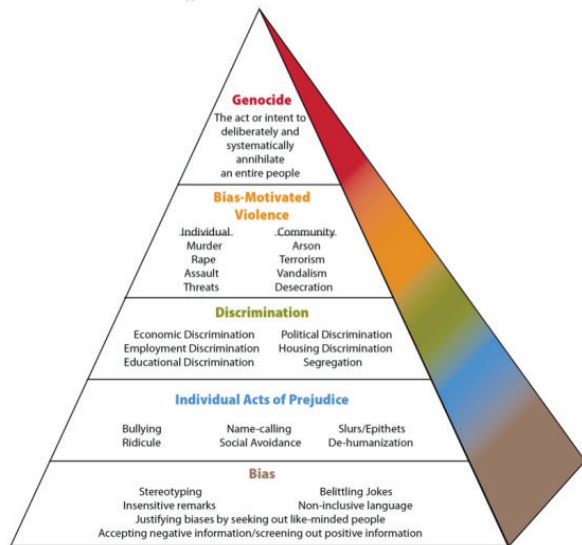 Genocide
The act or intent to
deliberately and
systematically
annihilate
an entire people
Bias-Motivated
Violence
Individual Community
Murder Arson
Rape Terrorism
Assault Vandalism
Threats Desecration
Discrimination
Economic Discrimination Political Discrimination
Employment Discrimination Housing Discrimination
Educational Discrimination Segregation
Individual Acts of Prejudice
Bullying Name-calling Slurs/Epithets
Ridicule Social Avoidance De-humanization
Bias
Stereotyping Belittling Jokes
Insensitive remarks Non-inclusive language
Justifying biases by seeking out like-minded people
Accepting negative information/screening out positive information